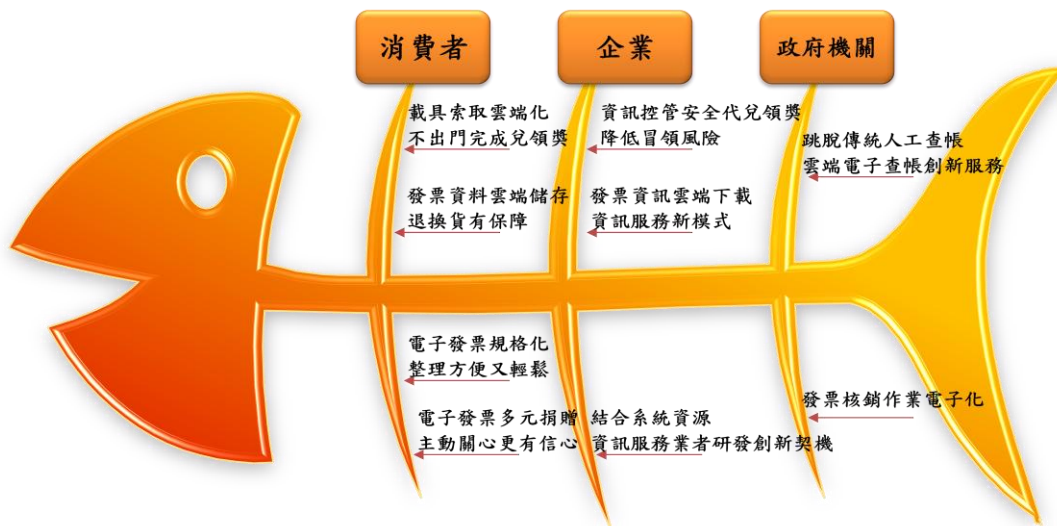 消費者
載具索取雲端化
不出門完成兌領獎
發票資料雲端儲存
退換貨有保障
電子發票規格化
整理方便又輕鬆
電子發票多元捐贈
主動關心更有信心
企業
資訊控管安全代兌領獎
降低冒領風險
發票資訊雲端下載
資訊服務新模式
結合系統資源
資訊服務業者研發創新契機
政府機關
跳脫傳統人工查帳
雲端電子查帳創新服務
發票核銷作業電子化